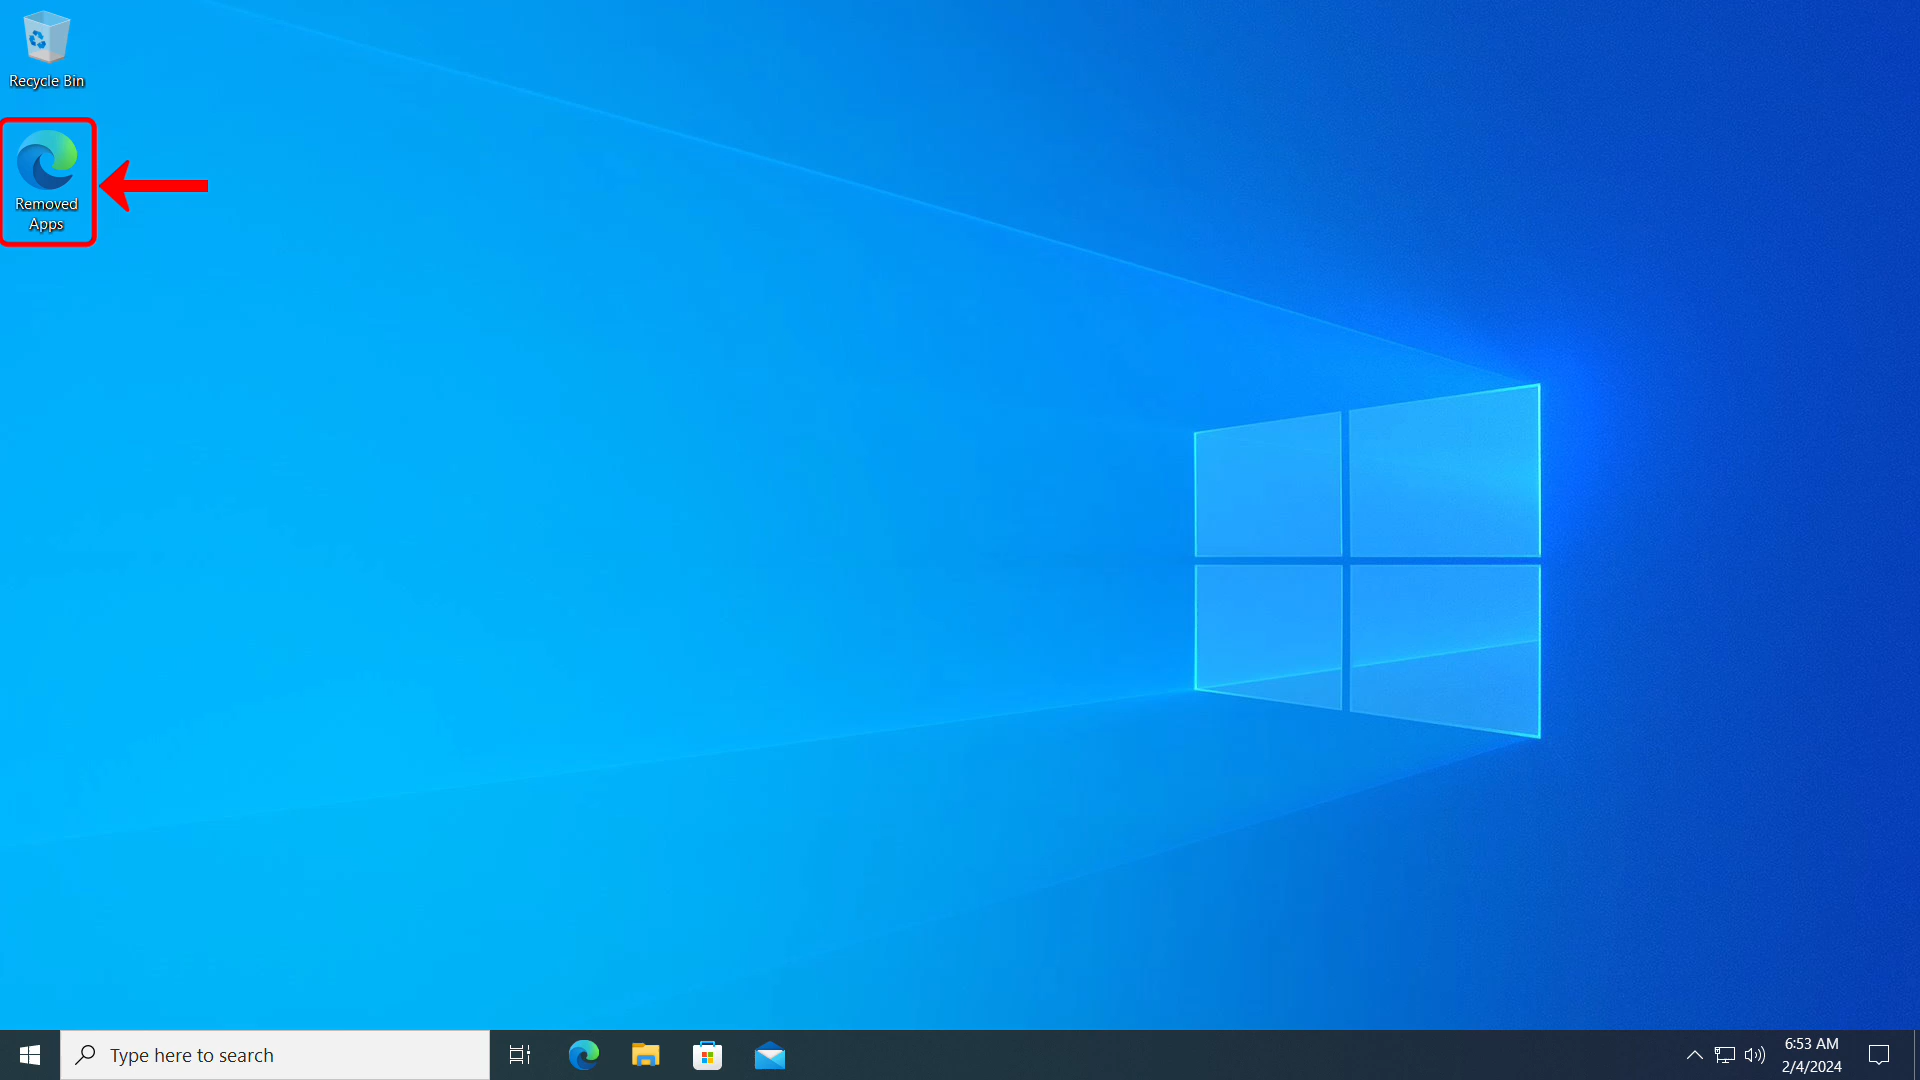 Recycle Bin
Removed
Apps
Type here to search
6:53 AM
2/4/2024